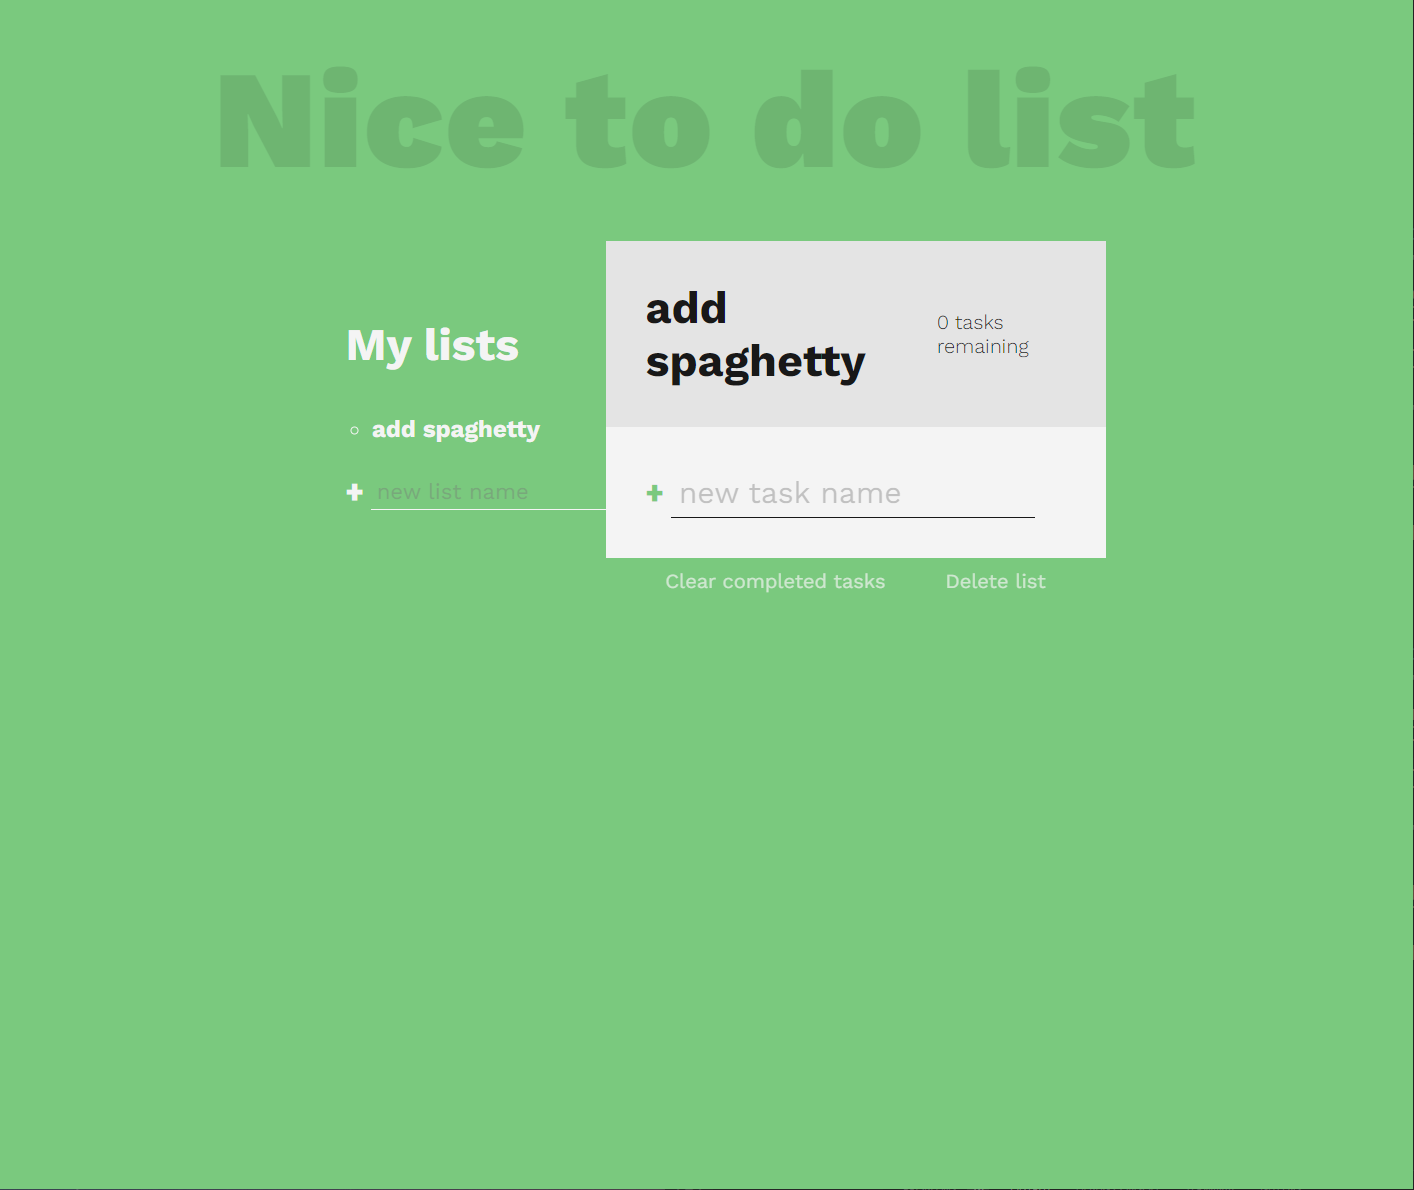 Nice to do list
My lists
add spaghetty
+ new list name
add
spaghetty
0 tasks
remaining
+ new task name
Clear completed tasks
Delete list